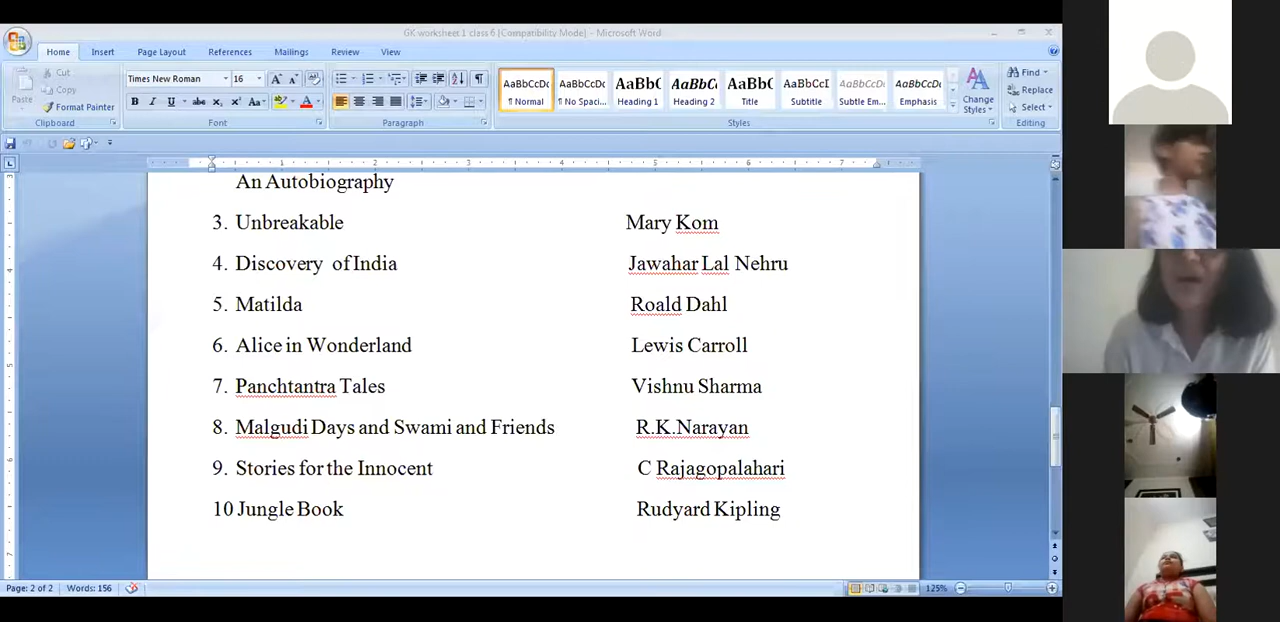 GK worksheet 1 class 6 [Compatibility Mode] - Microsoft Word
Home Insert Page Layout References Mailings Review View
Paste
Cut
Copy
Format Painter
Clipboard
Times New Roman 16
Font
Paragraph
AaBbCcDc AaBbCcDc AaBbC AaBbCc AaBbC AaBbCcI AaBbCcDc AaBbCcDc
¶ Normal ¶ No Spaci... Heading 1 Heading 2 Title Subtitle Subtle Em... Emphasis
Change Styles
Styles
Find
Replace
Select
Editing
An Autobiography
3. Unbreakable Mary Kom
4. Discovery of India Jawahar Lal Nehru
5. Matilda Roald Dahl
6. Alice in Wonderland Lewis Carroll
7. Panchtantra Tales Vishnu Sharma
8. Malgudi Days and Swami and Friends R.K.Narayan
9. Stories for the Innocent C Rajagopalahari
10 Jungle Book Rudyard Kipling
Page: 2 of 2 Words: 156 125%